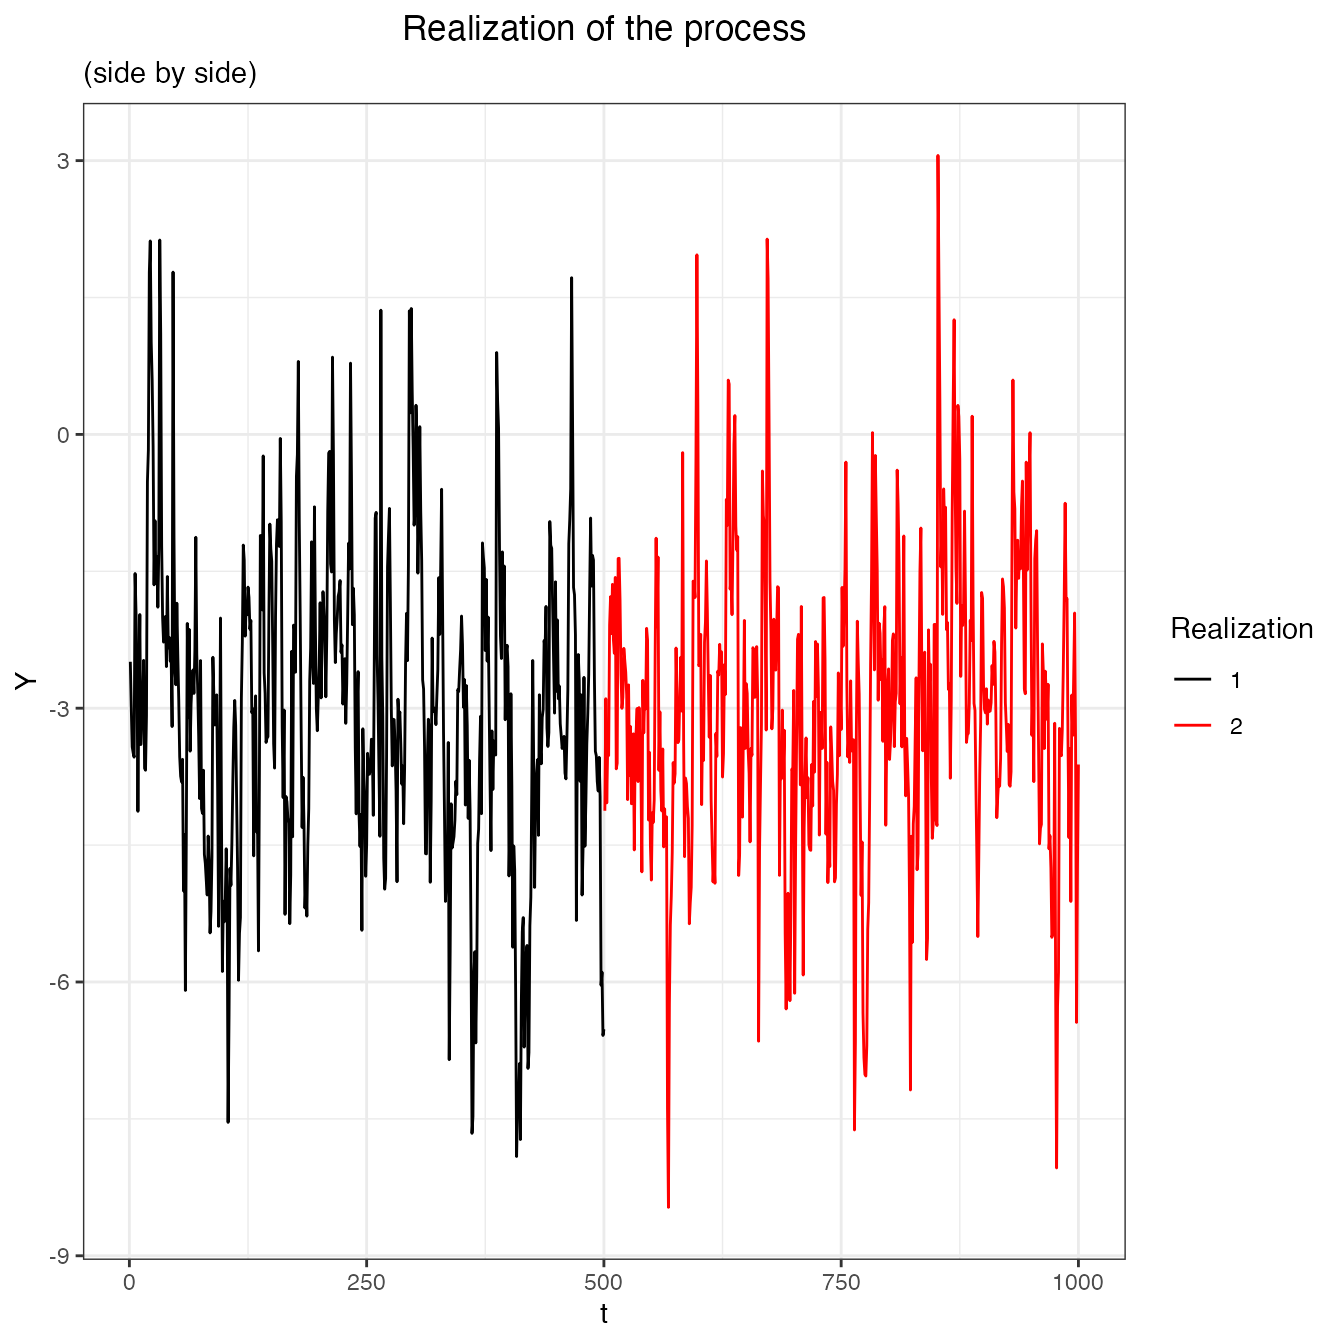 Realization of the process
(side by side)
3
0
-3
-6
-9
Y
0 250 500 750 1000
t
Realization
1
2